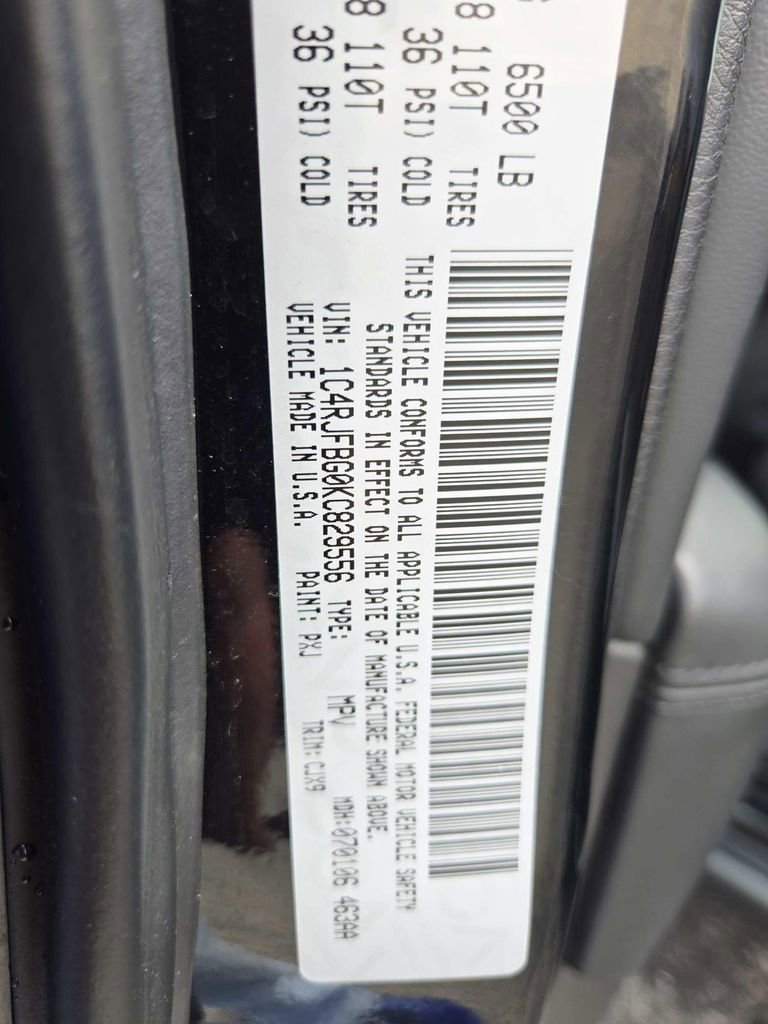 6500 LB
8 110T TIRES
36 PSI) COLD
8 110T TIRES
36 PSI) COLD
THIS VEHICLE CONFORMS TO ALL APPLICABLE U.S.A. FEDERAL MOTOR VEHICLE SAFETY
STANDARDS IN EFFECT ON THE DATE OF MANUFACTURE SHOWN ABOVE.
VIN: 1C4RJFBG0KC829556 TYPE: MPV MDH:070106 463AA
VEHICLE MADE IN U.S.A. PAINT: PXJ TRIM: CJX9